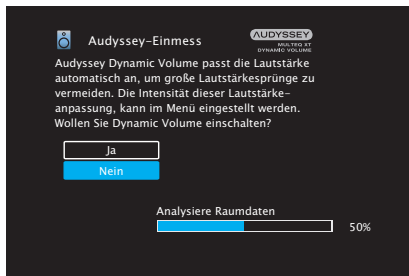 Audyssey-Einmess
AUDYSSEY
MULTEQ XT
DYNAMIC VOLUME
Audyssey Dynamic Volume passt die Lautstärke
automatisch an, um große Lautstärkesprünge zu
vermeiden. Die Intensität dieser Lautstärke-
anpassung, kann im Menü eingestellt werden.
Wollen Sie Dynamic Volume einschalten?
Ja
Nein
Analysiere Raumdaten
50%